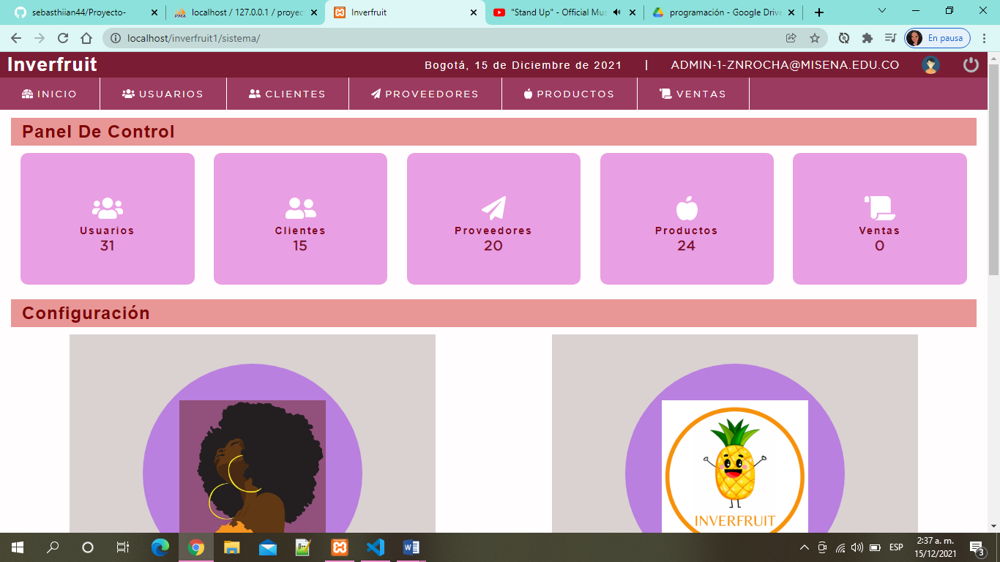 sebasthiian44/Proyecto-
localhost / 127.0.0.1 / proyec
Inverfruit
"Stand Up" - Official Mus
programación - Google Drive
localhost/inverfruit1/sistema/
En pausa
Inverfruit
Bogotá, 15 de Diciembre de 2021 | ADMIN-1-ZNROCHA@MISENA.EDU.CO
INICIO USUARIOS CLIENTES PROVEEDORES PRODUCTOS VENTAS
Panel De Control
Usuarios
31
Clientes
15
Proveedores
20
Productos
24
Ventas
0
Configuración
INVERFRUIT
ESP
2:37 a. m.
15/12/2021
3